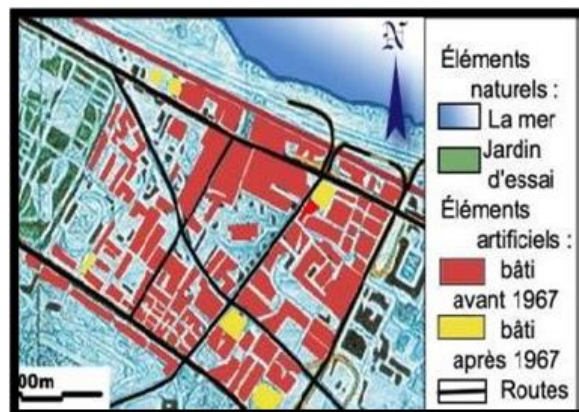 N
Éléments
naturels :
La mer
Jardin
d'essai
Éléments
artificiels :
bâti
avant 1967
bâti
après 1967
Routes
00m